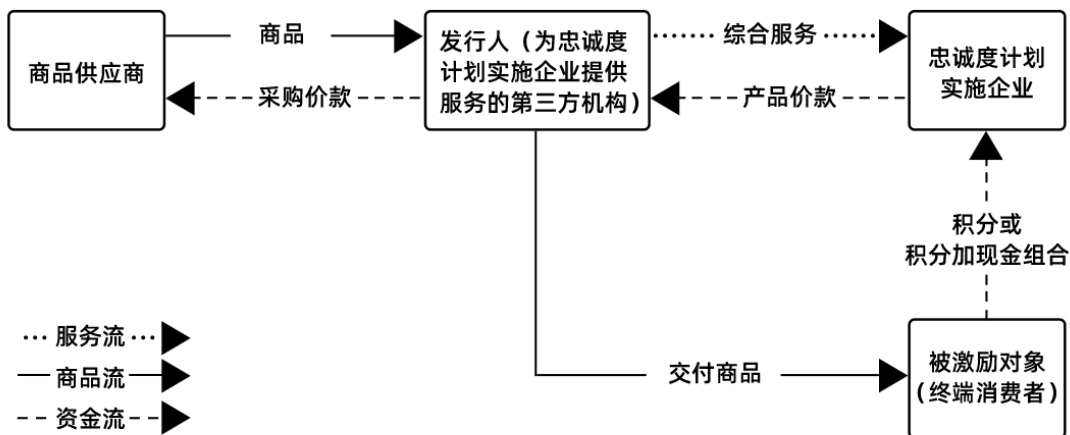 商品供应商
商品
采购价款
发行人（为忠诚度
计划实施企业提供
服务的第三方机构）
综合服务
产品价款
忠诚度计划
实施企业
积分或
积分加现金组合
服务流
商品流
资金流
交付商品
被激励对象
（终端消费者）